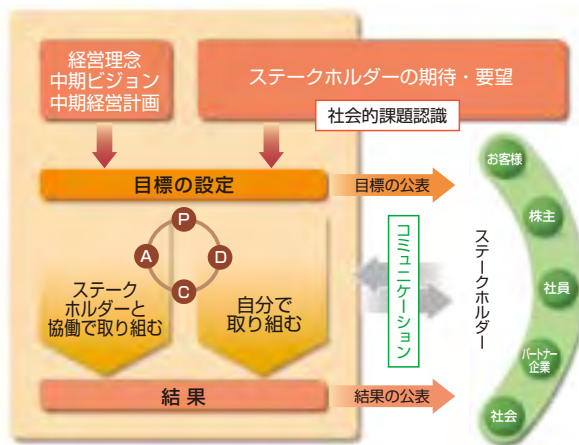 経営理念
中期ビジョン
中期経営計画
ステークホルダーの期待・要望
社会的課題認識
目標の設定
目標の公表
P
D
C
A
ステーク
ホルダーと
協働で取り組む
自分で
取り組む
コミュニケーション
ステークホルダー
お客様
株主
社員
パートナー
企業
社会
結果
結果の公表